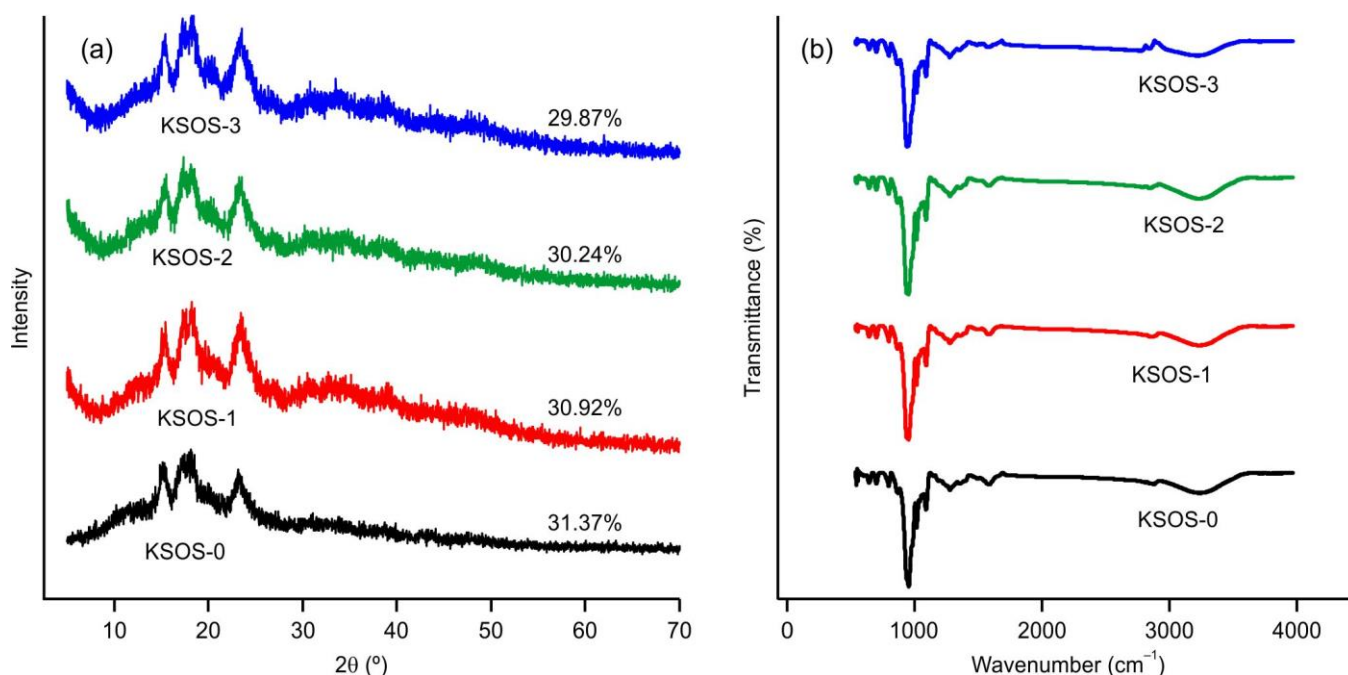 (a)
KSOS-3
29.87%
KSOS-2
30.24%
KSOS-1
30.92%
KSOS-0
31.37%
Intensity
10 20 30 40 50 60 70
2θ (º)
(b)
KSOS-3
KSOS-2
KSOS-1
KSOS-0
Transmittance (%)
0 1000 2000 3000 4000
Wavenumber (cm⁻¹)